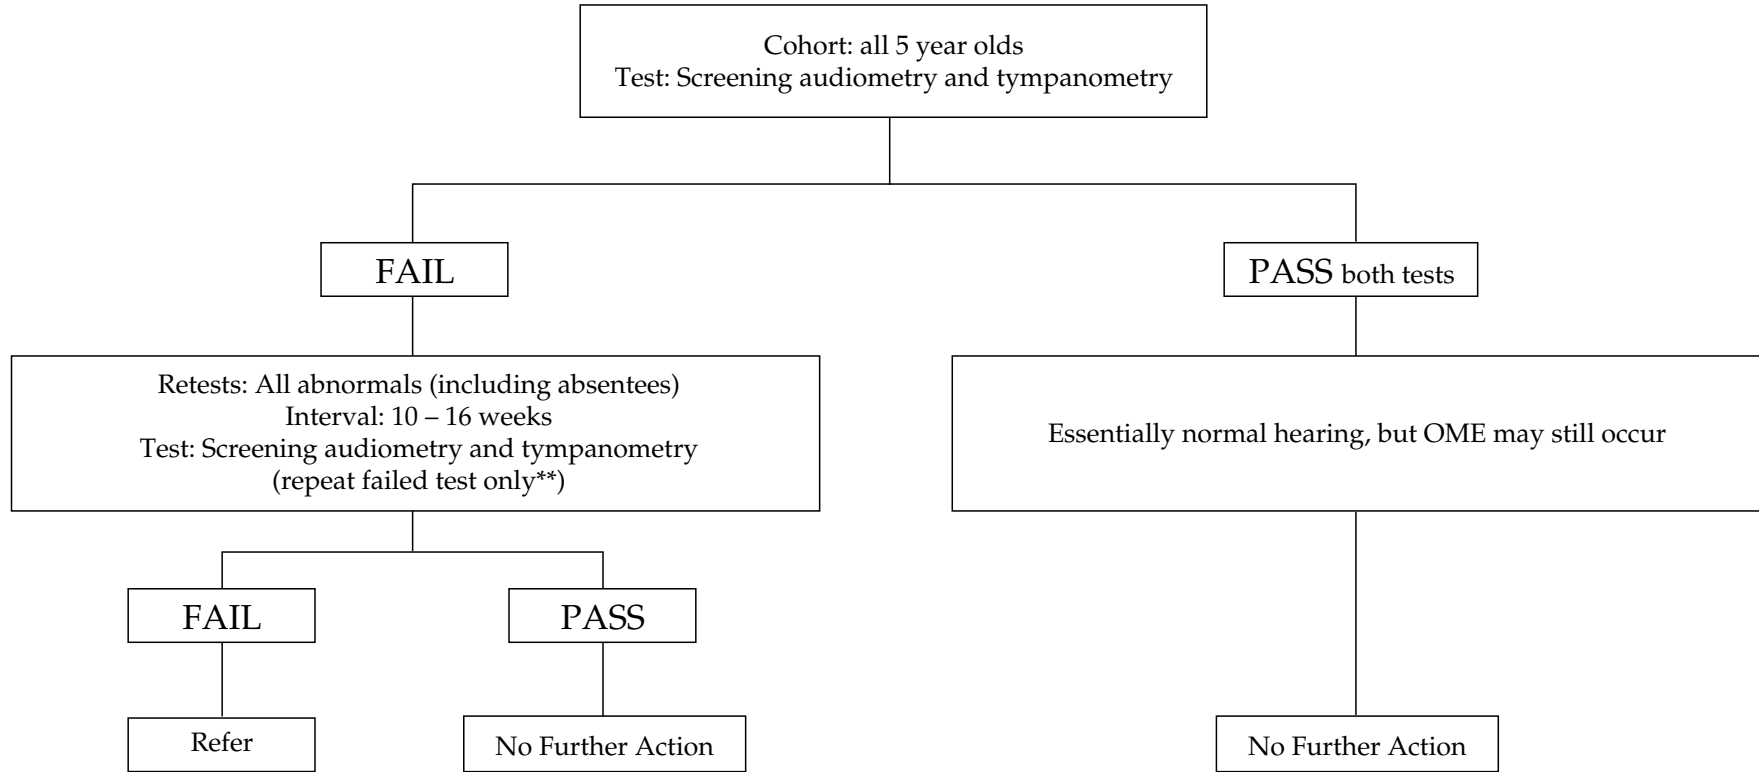 Cohort: all 5 year olds
Test: Screening audiometry and tympanometry
FAIL
PASS both tests
Retests: All abnormals (including absentees)
Interval: 10 – 16 weeks
Test: Screening audiometry and tympanometry
(repeat failed test only**)
Essentially normal hearing, but OME may still occur
FAIL
PASS
Refer
No Further Action
No Further Action